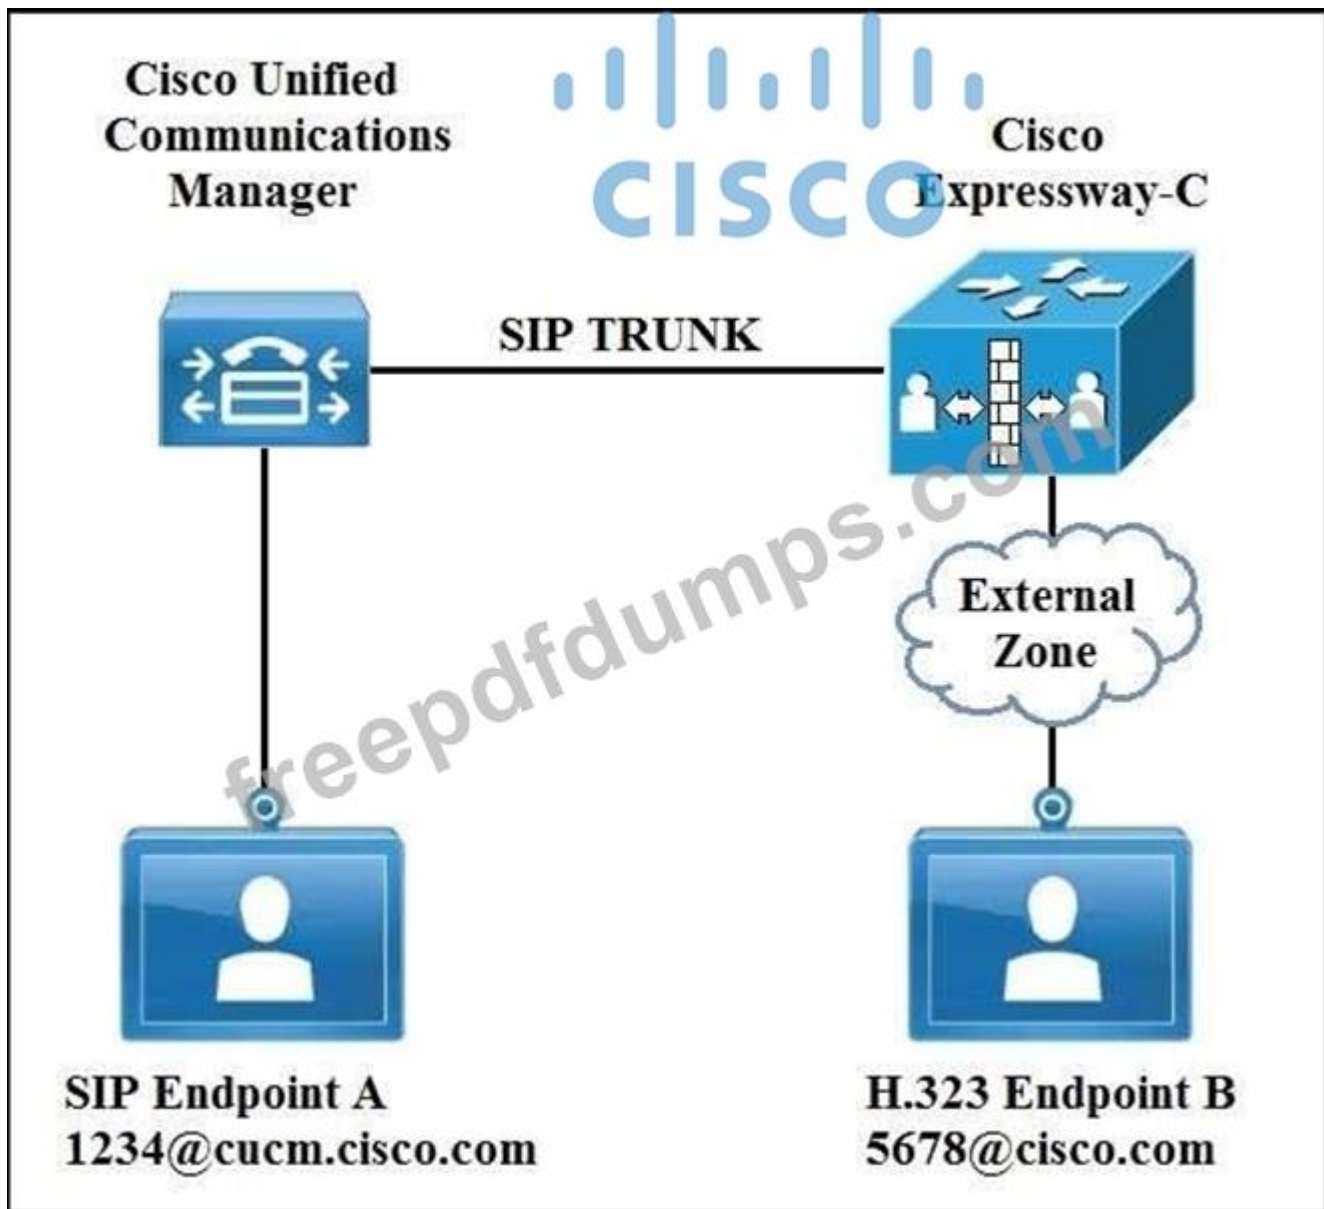 Cisco Unified
Communications
Manager
CISCO
Cisco
Expressway-C
SIP TRUNK
External
Zone
freepdfdumps.com
SIP Endpoint A
1234@cucm.cisco.com
H.323 Endpoint B
5678@cisco.com